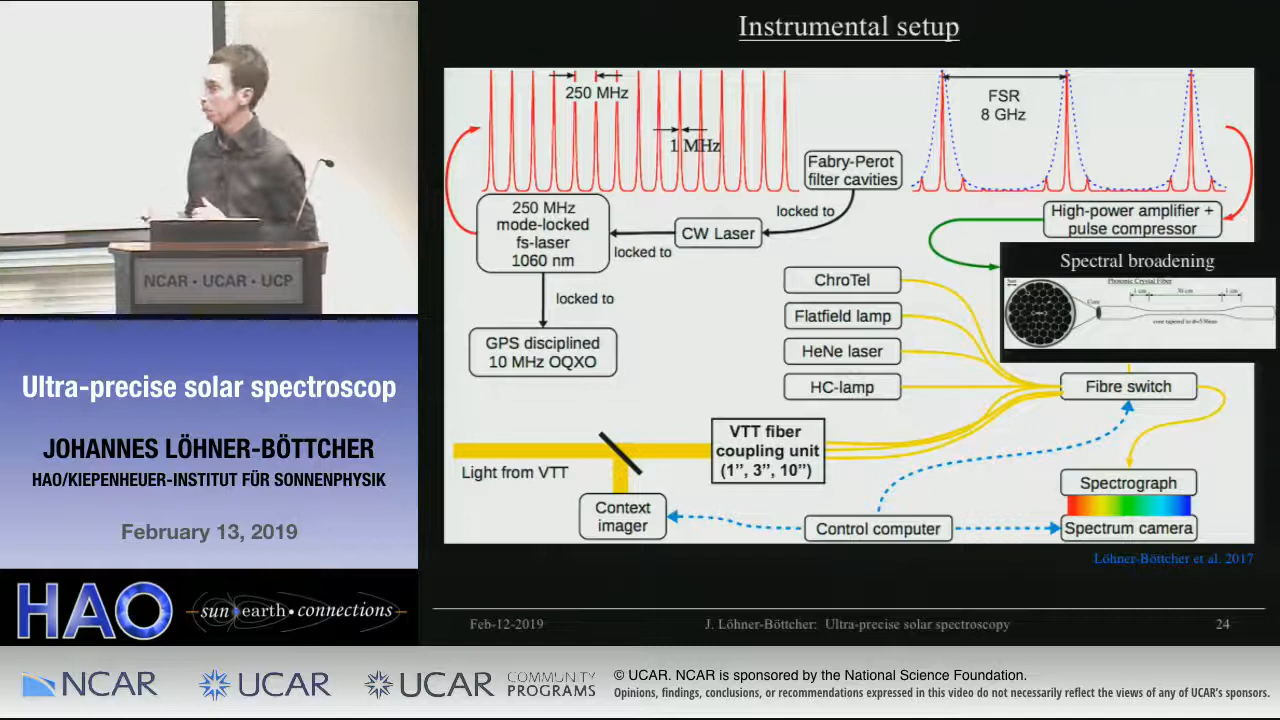 Instrumental setup
250 MHz
1 MHz
FSR
8 GHz
Fabry-Perot
filter cavities
locked to
250 MHz
mode-locked
fs-laser
1060 nm
CW Laser
locked to
High-power amplifier +
pulse compressor
Spectral broadening
Photonic Crystal Fiber
1 cm
30 cm
1 cm
Core
locked to
GPS disciplined
10 MHz OQXO
ChroTel
Flatfield lamp
HeNe laser
HC-lamp
Fibre switch
VTT fiber
coupling unit
(1”, 3”, 10”)
Light from VTT
Context
imager
Control computer
Spectrograph
Spectrum camera
Löhner-Böttcher et al. 2017
Feb-12-2019
J. Löhner-Böttcher: Ultra-precise solar spectroscopy
24
NCAR • UCAR • UCP
Ultra-precise solar spectroscop
JOHANNES LÖHNER-BÖTTCHER
HAO/KIEPENHEUER-INSTITUT FÜR SONNENPHYSIK
February 13, 2019
HAO
sun•earth•connections
NCAR
UCAR
UCAR
COMMUNITY
PROGRAMS
© UCAR. NCAR is sponsored by the National Science Foundation.
Opinions, findings, conclusions, or recommendations expressed in this video do not necessarily reflect the views of any of UCAR's sponsors.